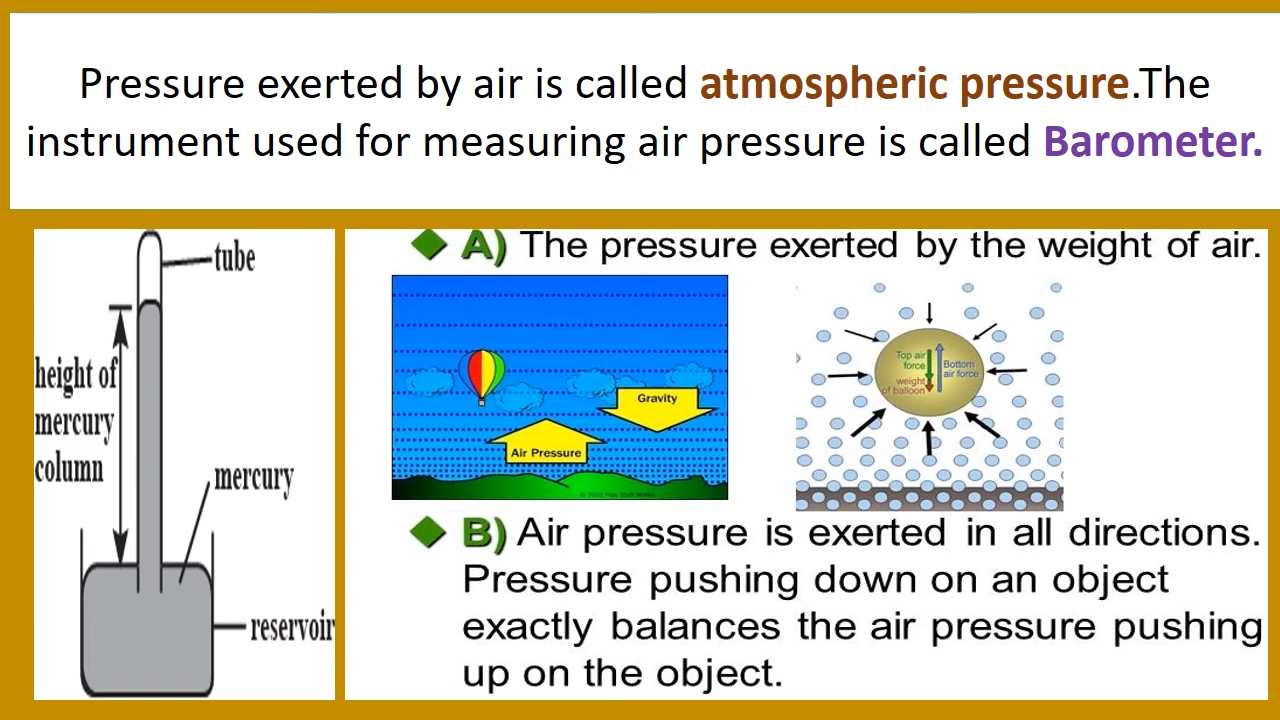 Pressure exerted by air is called atmospheric pressure.The
instrument used for measuring air pressure is called Barometer.
tube
height of
mercury
column
mercury
reservoir
A) The pressure exerted by the weight of air.
Gravity
Air Pressure
Top air
force
weight
of balloon
Bottom
air force
B) Air pressure is exerted in all directions.
Pressure pushing down on an object
exactly balances the air pressure pushing
up on the object.